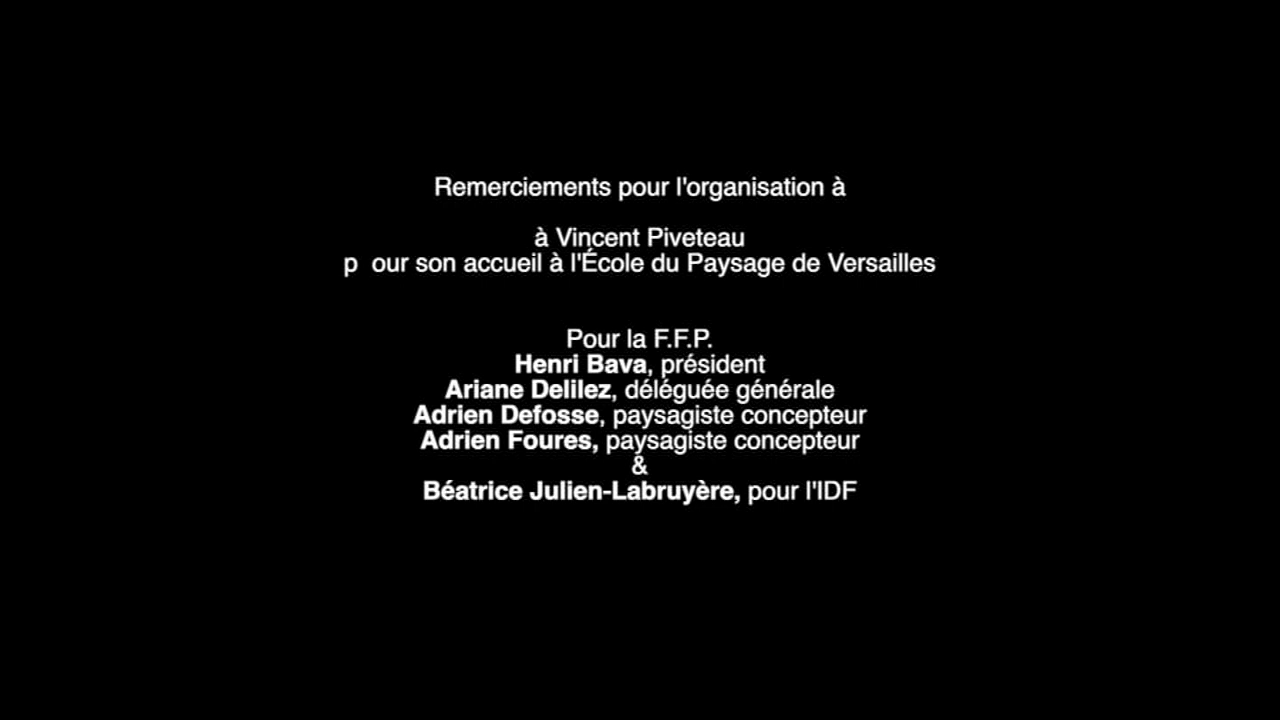 Remerciements pour l'organisation à
à Vincent Piveteau
p our son accueil à l'École du Paysage de Versailles
Pour la F.F.P.
Henri Bava, président
Ariane Delilez, déléguée générale
Adrien Defosse, paysagiste concepteur
Adrien Foures, paysagiste concepteur
&
Béatrice Julien-Labruyère, pour l'IDF